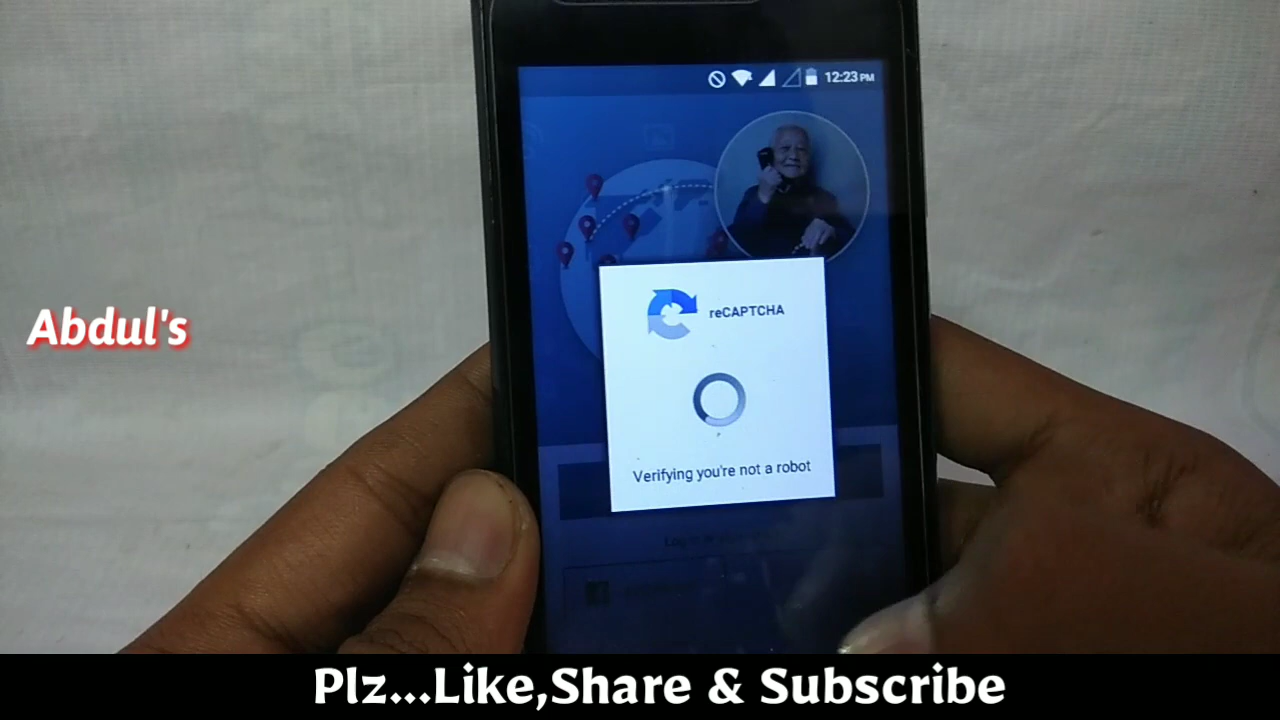 12:23 PM
reCAPTCHA
Abdul's
Verifying you're not a robot
Plz...Like,Share & Subscribe